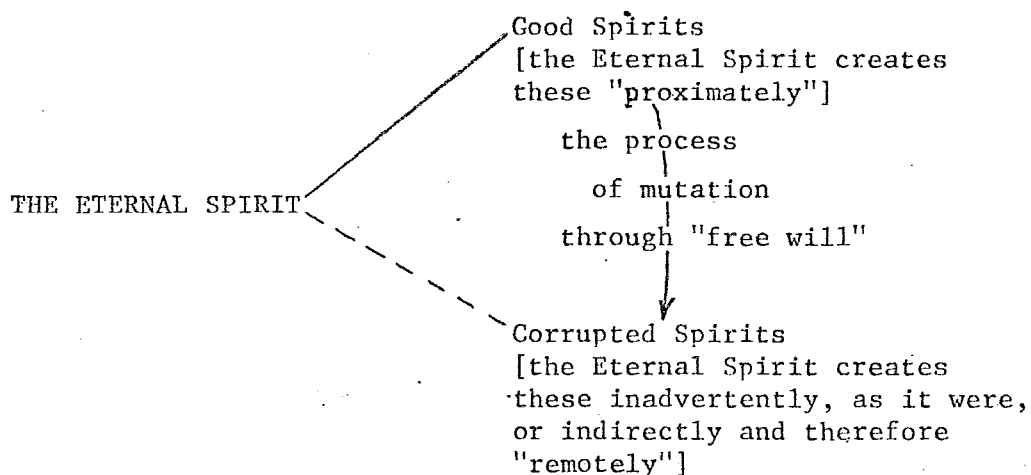 Good Spirits
[the Eternal Spirit creates
these "proximately"]
the process
of mutation
through "free will"
THE ETERNAL SPIRIT
Corrupted Spirits
[the Eternal Spirit creates
these inadvertently, as it were,
or indirectly and therefore
"remotely"]